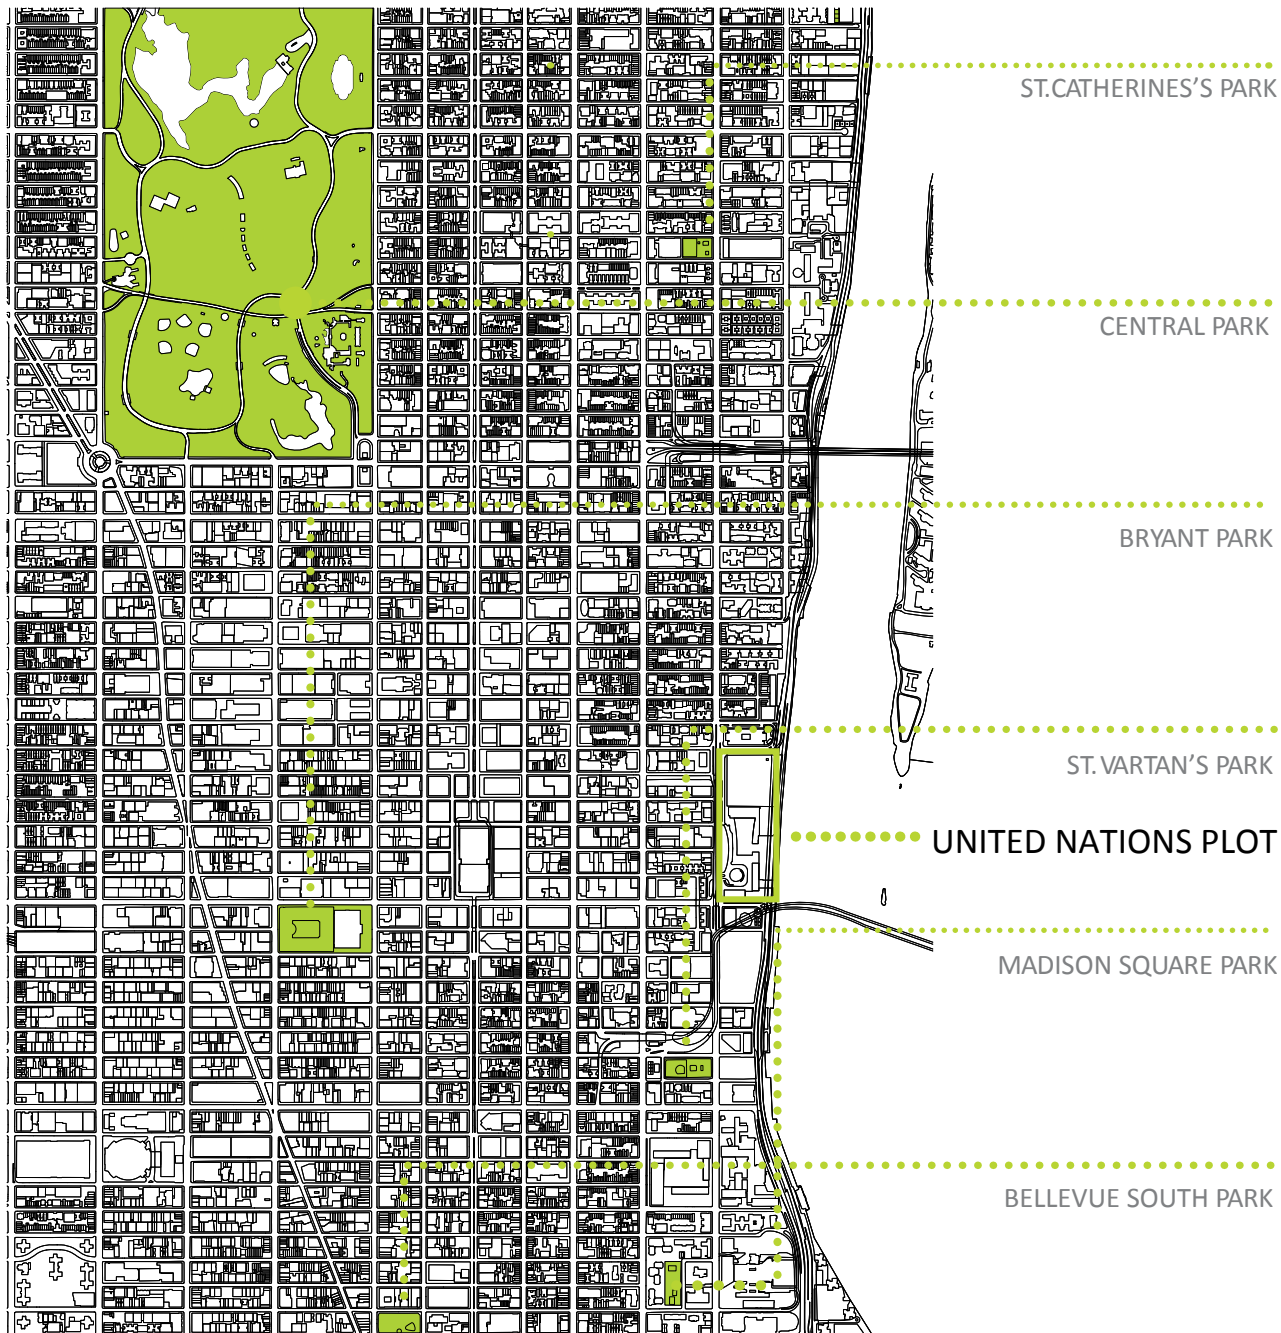 ST.CATHERINES'S PARK
CENTRAL PARK
BRYANT PARK
ST. VARTAN'S PARK
UNITED NATIONS PLOT
MADISON SQUARE PARK
BELLEVUE SOUTH PARK